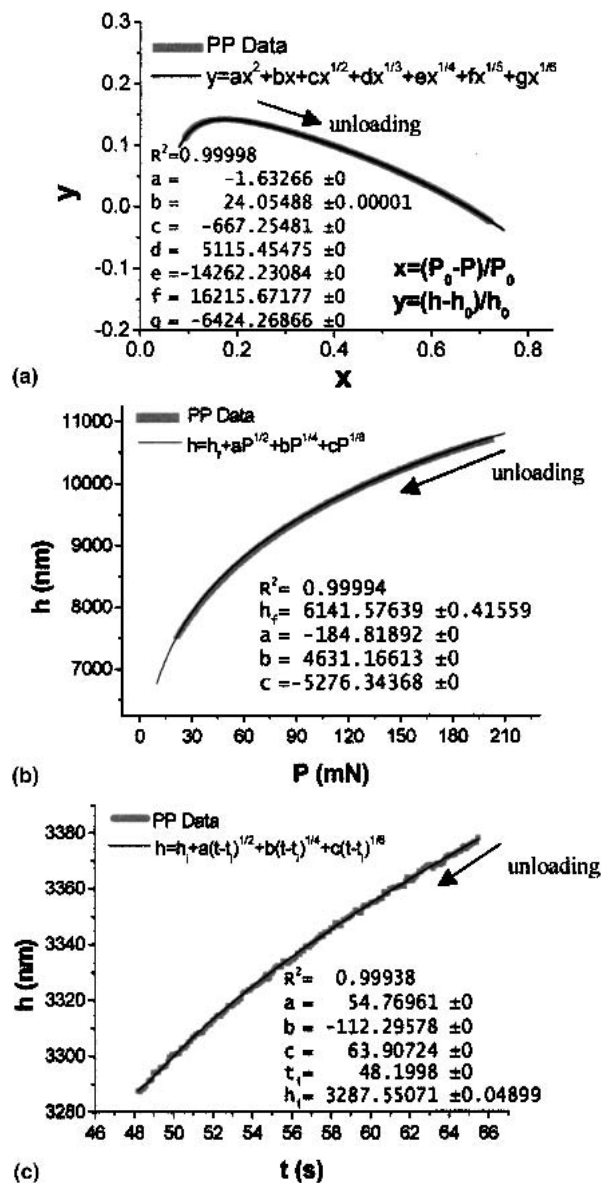 0.3
PP Data
0.2
y=ax²+bx+cx^1/2+dx^1/3+ex^1/4+fx^1/5+gx^1/6
unloading
0.1
R²=0.99998
a = -1.63266 ±0
y
b = 24.05488 ±0.00001
0.0
c = -667.25481 ±0
d = 5115.45475 ±0
e =-14262.23084 ±0
x=(P₀-P)/P₀
-0.1
f = 16215.67177 ±0
y=(h-h₀)/h₀
g = -6424.26866 ±0
-0.2
0.0 0.2 0.4 0.6 0.8
(a)
x
11000
PP Data
h=h_f+aP^1/2+bP^1/4+cP^1/8
unloading
10000
h (nm)
9000
R²= 0.99994
h_f= 6141.57639 ±0.41559
8000
a = -184.81892 ±0
b = 4631.16613 ±0
7000
c =-5276.34368 ±0
0 30 60 90 120 150 180 210
(b)
P (mN)
3380
PP Data
h=h_i+a(t-t_i)^1/2+b(t-t_i)^1/4+c(t-t_i)^1/8
unloading
3360
h (nm)
3340
R²= 0.99938
a = 54.76961 ±0
3320
b = -112.29578 ±0
c = 63.90724 ±0
3300
t_i= 48.1998 ±0
h_i= 3287.55071 ±0.04899
3280
46 48 50 52 54 56 58 60 62 64 66
(c)
t (s)